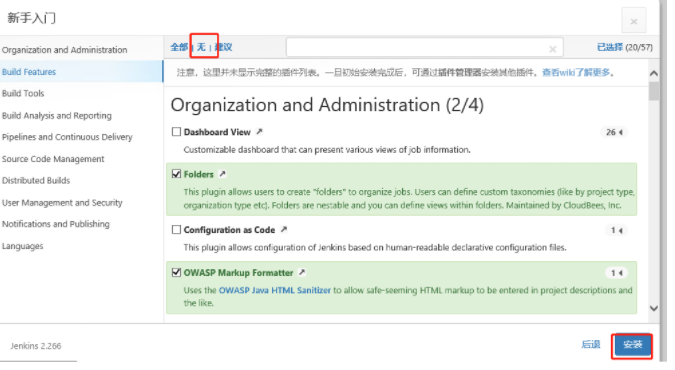 新手入门
Organization and Administration
Build Features
Build Tools
Build Analysis and Reporting
Pipelines and Continuous Delivery
Source Code Management
Distributed Builds
User Management and Security
Notifications and Publishing
Languages
全部 | 无 | 建议
已选择 (20/57)
注意，这里并未显示完整的插件列表。一旦初始安装完成后，可通过插件管理器安装其他插件。查看wiki了解更多。
Organization and Administration (2/4)
Dashboard View
26
Customizable dashboard that can present various views of job information.
Folders
This plugin allows users to create "folders" to organize jobs. Users can define custom taxonomies (like by project type,
organization type etc). Folders are nestable and you can define views within folders. Maintained by CloudBees, Inc.
Configuration as Code
1
This plugin allows configuration of Jenkins based on human-readable declarative configuration files.
OWASP Markup Formatter
1
Uses the OWASP Java HTML Sanitizer to allow safe-seeming HTML markup to be entered in project descriptions and
the like.
Jenkins 2.266
后退
安装